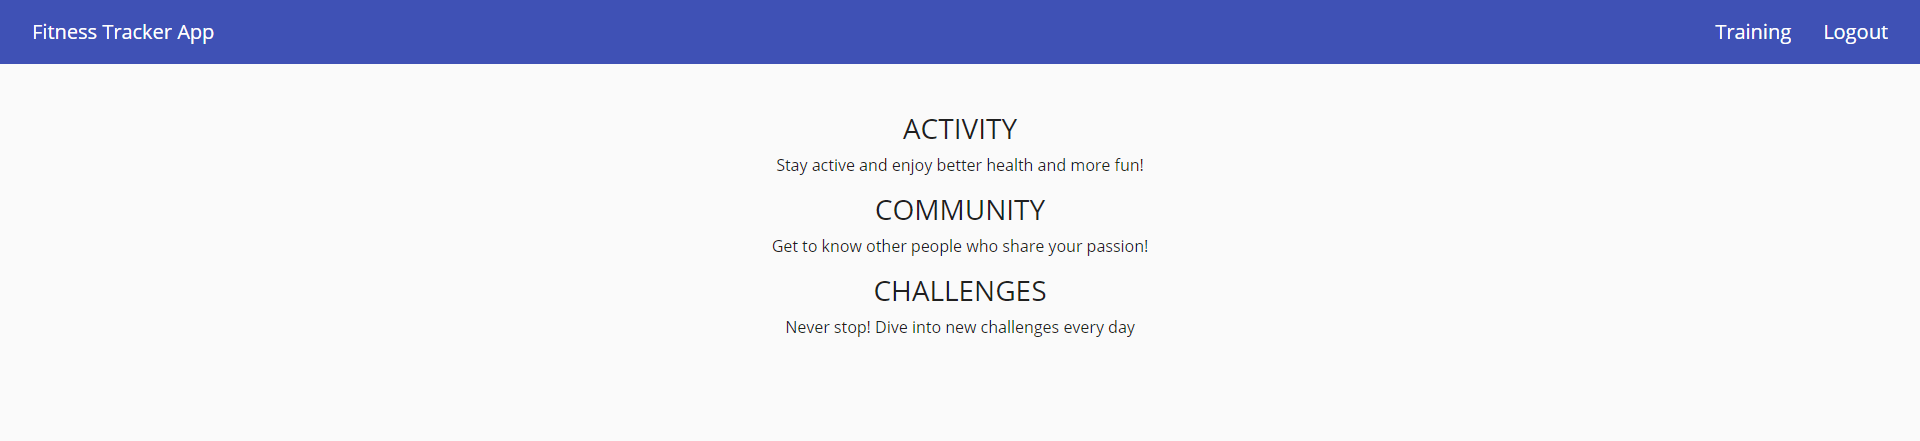 Fitness Tracker App Training Logout
ACTIVITY
Stay active and enjoy better health and more fun!
COMMUNITY
Get to know other people who share your passion!
CHALLENGES
Never stop! Dive into new challenges every day